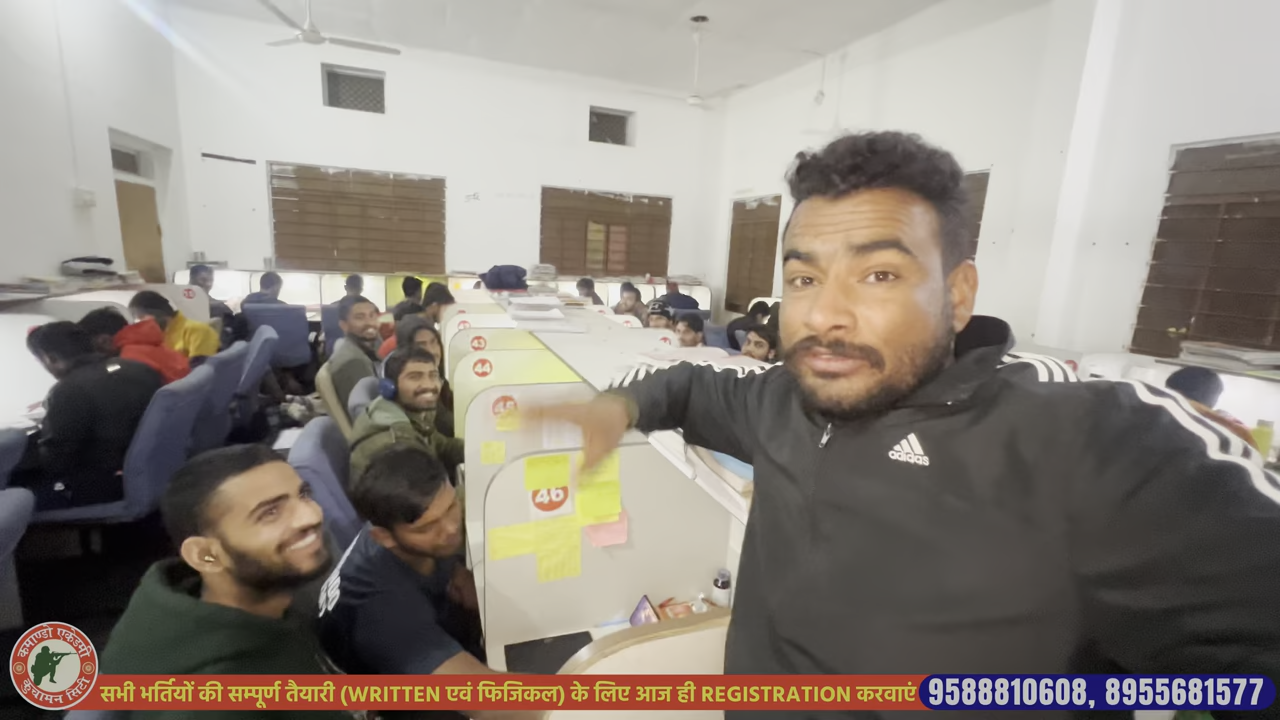 43
44
45
46
adidas
कमाण्डो एकेडमी
कुचामन सिटी
सभी भर्तियों की सम्पूर्ण तैयारी (WRITTEN एवं फिजिकल) के लिए आज ही REGISTRATION करवाएं
9588810608, 8955681577